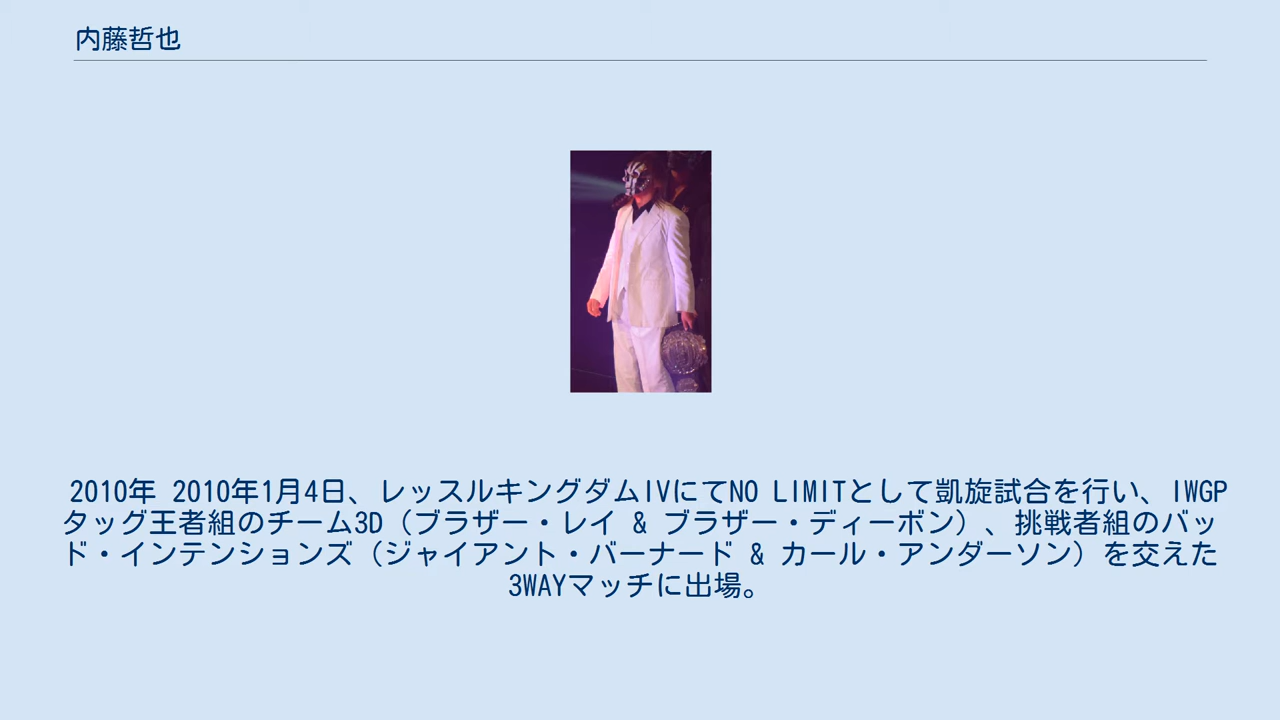 内藤哲也
2010年 2010年1月4日、レッスルキングダムIVにてNO LIMITとして凱旋試合を行い、IWGP
タッグ王者組のチーム3D（ブラザー・レイ & ブラザー・ディーボン）、挑戦者組のバッ
ド・インテンションズ（ジャイアント・バーナード & カール・アンダーソン）を交えた
3WAYマッチに出場。